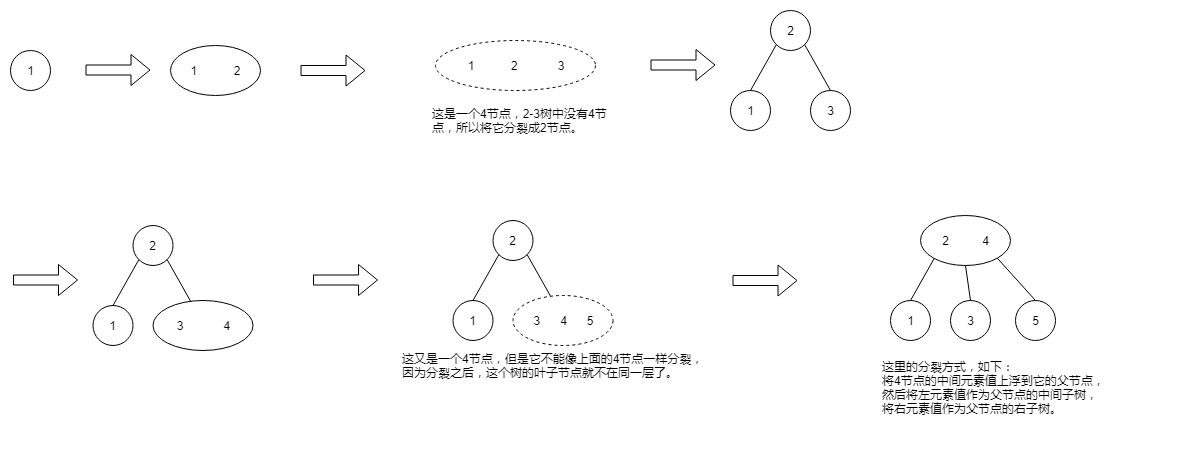 1
1 2
1 2 3
这是一个4节点，2-3树中没有4节
点，所以将它分裂成2节点。
2
1 3
2
1 3 4
2
1 3 4 5
这又是一个4节点，但是它不能像上面的4节点一样分裂，
因为分裂之后，这个树的叶子节点就不在同一层了。
2 4
1 3 5
这里的分裂方式，如下：
将4节点的中间元素值上浮到它的父节点，
然后将左元素值作为父节点的中间子树，
将右元素值作为父节点的右子树。